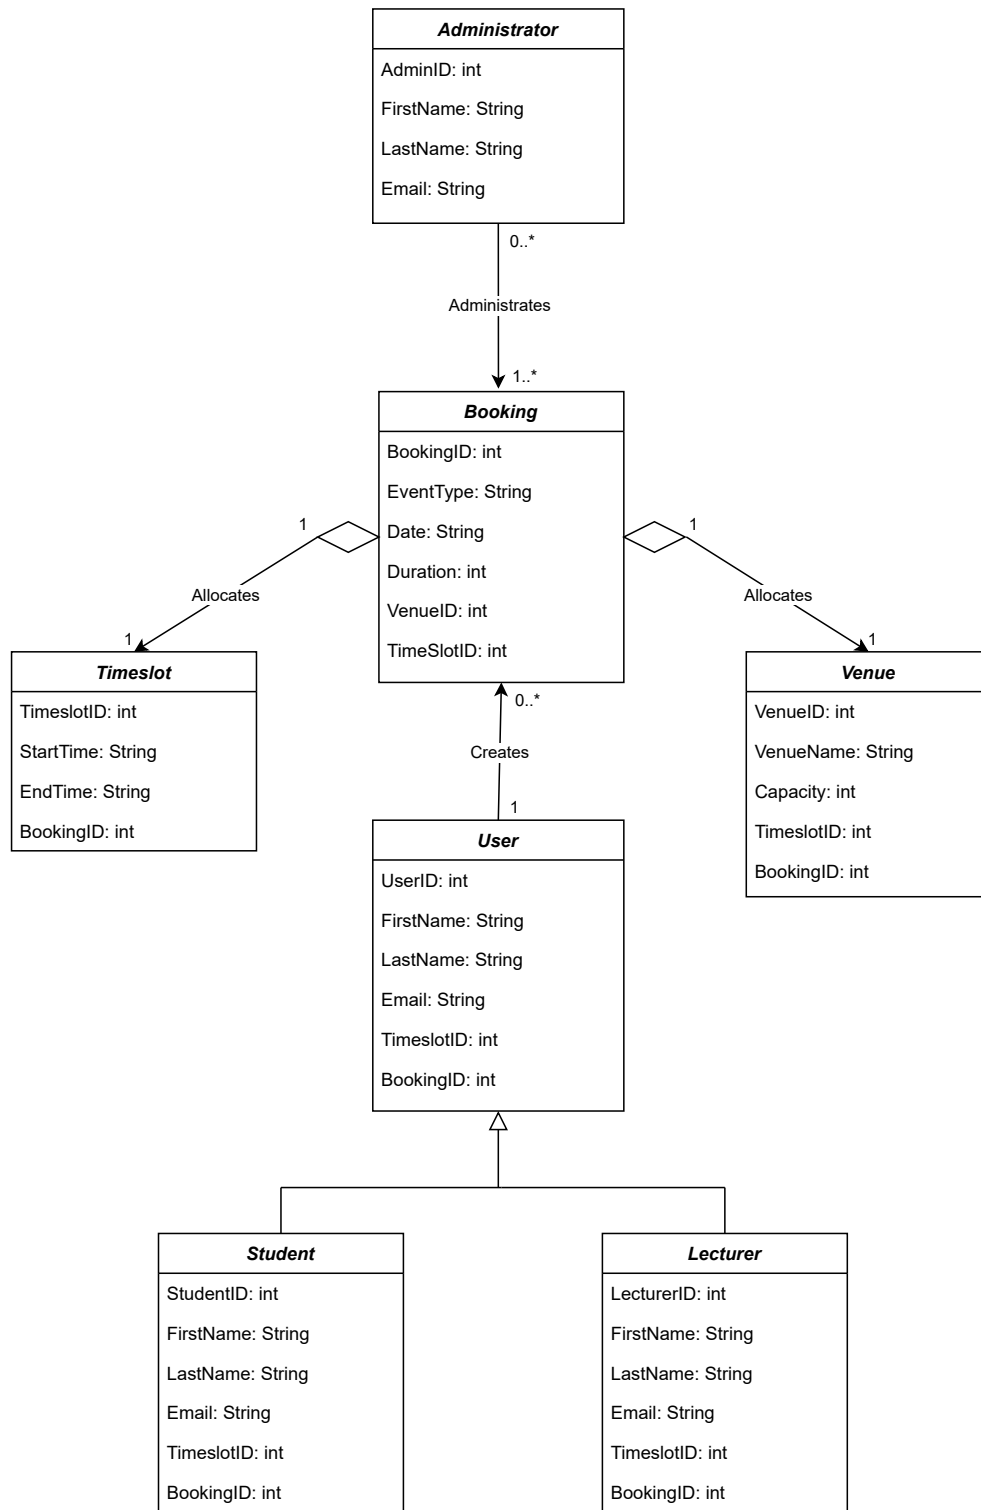 Administrator
AdminID: int
FirstName: String
LastName: String
Email: String
0..*
Administrates
1..*
Booking
BookingID: int
EventType: String
Date: String
Duration: int
VenueID: int
TimeSlotID: int
1
Allocates
1
1
Allocates
1
Timeslot
TimeslotID: int
StartTime: String
EndTime: String
BookingID: int
Venue
VenueID: int
VenueName: String
Capacity: int
TimeslotID: int
BookingID: int
0..*
Creates
1
User
UserID: int
FirstName: String
LastName: String
Email: String
TimeslotID: int
BookingID: int
Student
StudentID: int
FirstName: String
LastName: String
Email: String
TimeslotID: int
BookingID: int
Lecturer
LecturerID: int
FirstName: String
LastName: String
Email: String
TimeslotID: int
BookingID: int